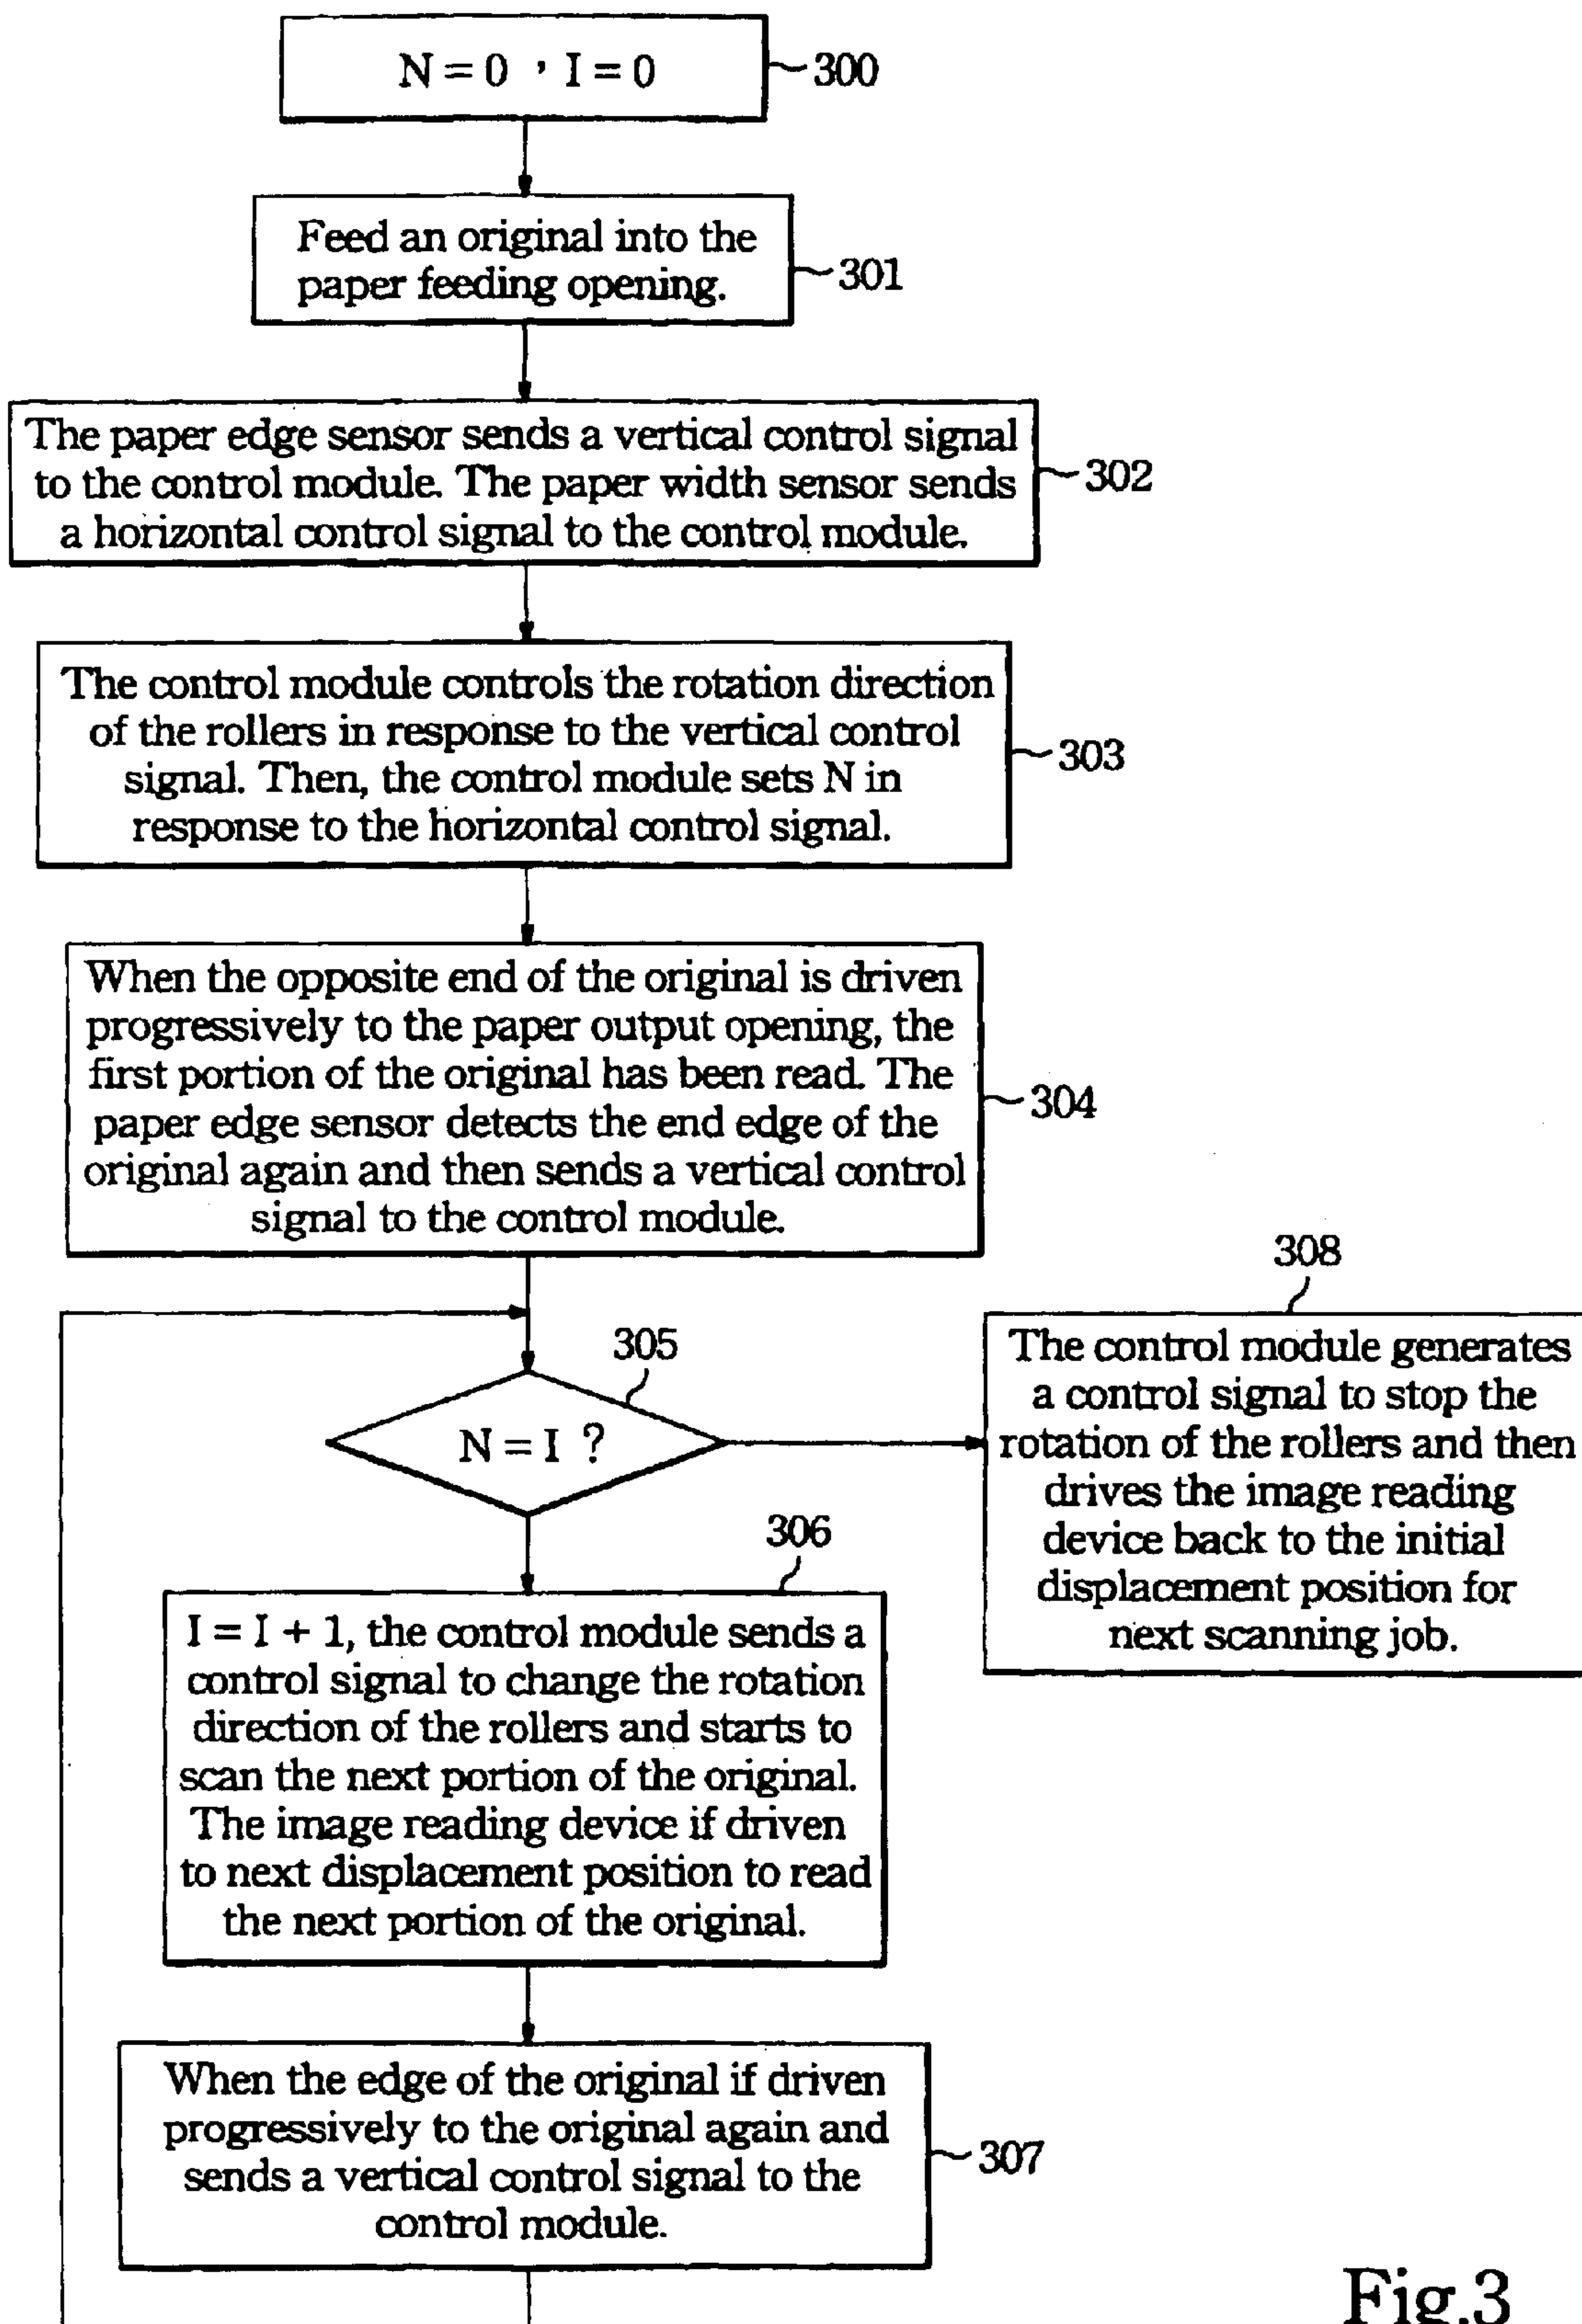 N = 0 , I = 0
300
Feed an original into the
paper feeding opening.
301
The paper edge sensor sends a vertical control signal
to the control module. The paper width sensor sends
a horizontal control signal to the control module.
302
The control module controls the rotation direction
of the rollers in response to the vertical control
signal. Then, the control module sets N in
response to the horizontal control signal.
303
When the opposite end of the original is driven
progressively to the paper output opening, the
first portion of the original has been read. The
paper edge sensor detects the end edge of the
original again and then sends a vertical control
signal to the control module.
304
305
N = I ?
308
The control module generates
a control signal to stop the
rotation of the rollers and then
drives the image reading
device back to the initial
displacement position for
next scanning job.
306
I = I + 1, the control module sends a
control signal to change the rotation
direction of the rollers and starts to
scan the next portion of the original.
The image reading device if driven
to next displacement position to read
the next portion of the original.
When the edge of the original if driven
progressively to the original again and
sends a vertical control signal to the
control module.
307
Fig.3